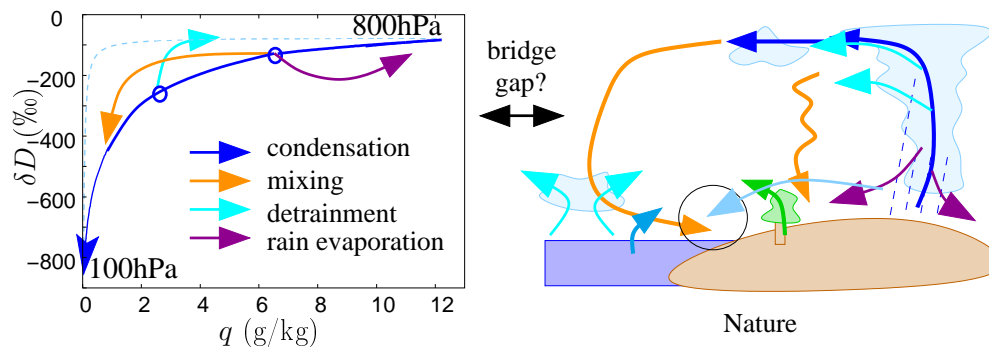 0
−200
−400
−600
−800
δD (‰)
0
2
4
6
8
10
12
q (g/kg)
800hPa
100hPa
condensation
mixing
detrainment
rain evaporation
bridge
gap?
Nature